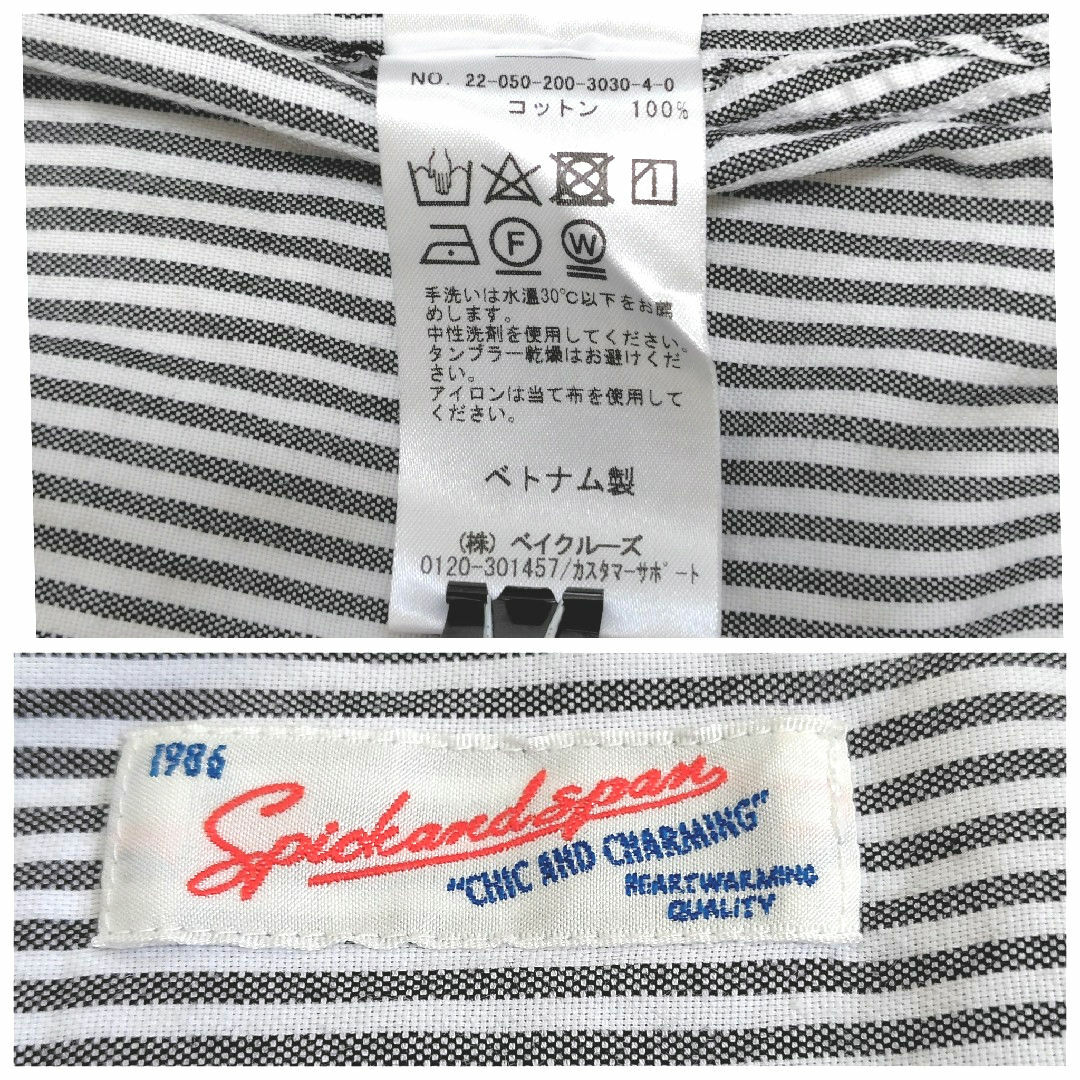 NO. 22-050-200-3030-4-0
コットン 100%
F W
手洗いは水温30℃以下をお勧
めします。
中性洗剤を使用してください。
タンブラー乾燥はお避けくだ
さい。
アイロンは当て布を使用して
ください。
ベトナム製
(株) ベイクルーズ
0120-301457/カスタマーサポート
1986
Spickandspan
"CHIC AND CHARMING"
HEARTWARMING
QUALITY